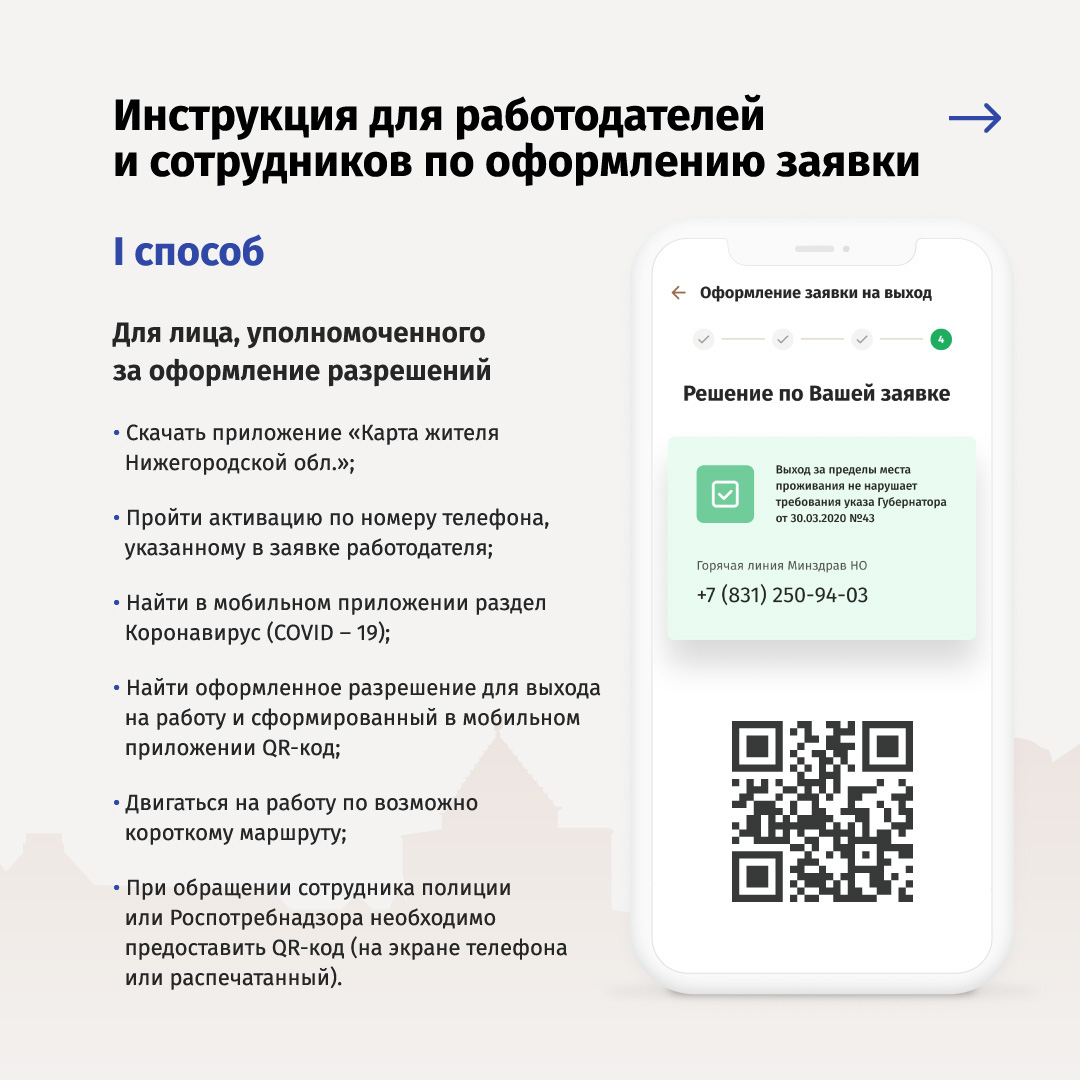 Инструкция для работодателей
и сотрудников по оформлению заявки
I способ
Для лица, уполномоченного
за оформление разрешений
• Скачать приложение «Карта жителя
Нижегородской обл.»;
• Пройти активацию по номеру телефона,
указанному в заявке работодателя;
• Найти в мобильном приложении раздел
Коронавирус (COVID – 19);
• Найти оформленное разрешение для выхода
на работу и сформированный в мобильном
приложении QR-код;
• Двигаться на работу по возможно
короткому маршруту;
• При обращении сотрудника полиции
или Роспотребнадзора необходимо
предоставить QR-код (на экране телефона
или распечатанный).
Оформление заявки на выход
4
Решение по Вашей заявке
Выход за пределы места
проживания не нарушает
требования указа Губернатора
от 30.03.2020 №43
Горячая линия Минздрав НО
+7 (831) 250-94-03